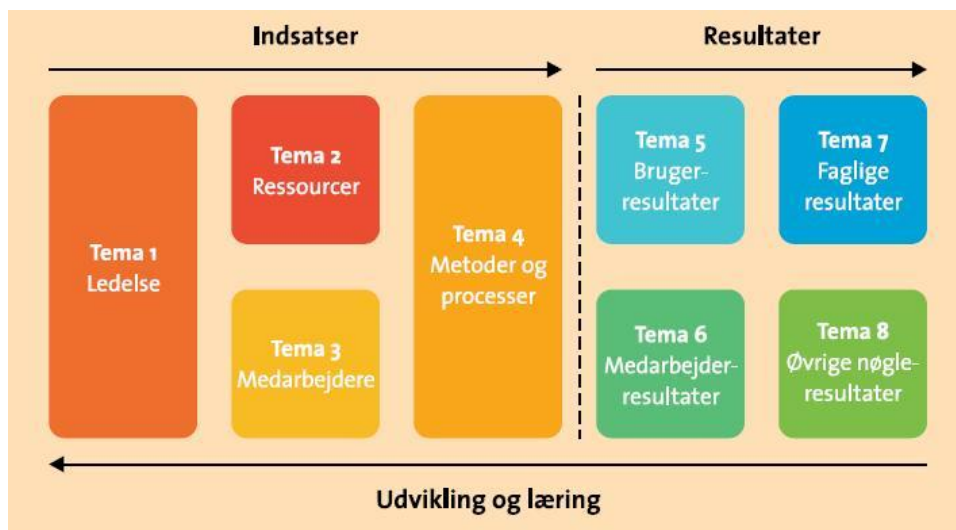 Indsatser
Resultater
Tema 1
Ledelse
Tema 2
Ressourcer
Tema 3
Medarbejdere
Tema 4
Metoder og
processer
Tema 5
Bruger-
resultater
Tema 6
Medarbejder-
resultater
Tema 7
Faglige
resultater
Tema 8
Øvrige nøgle-
resultater
Udvikling og læring